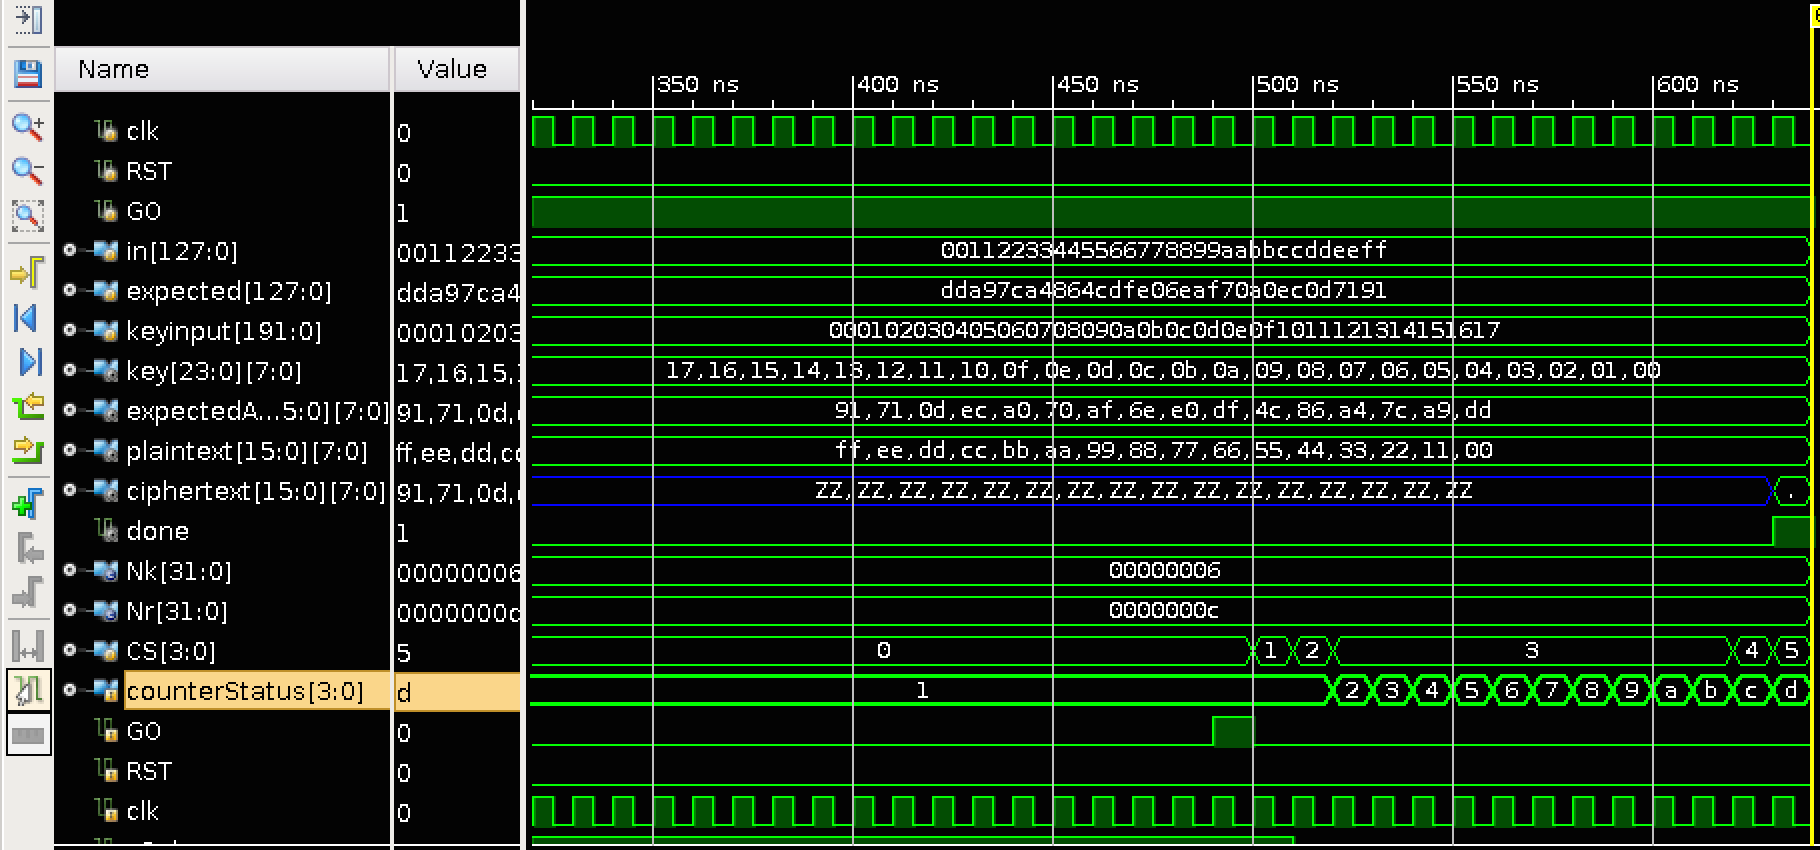 Name Value
350 ns 400 ns 450 ns 500 ns 550 ns 600 ns
clk 0
RST 0
GO 1
in[127:0] 00112233 00112233445566778899aabbccddeeff
expected[127:0] dda97ca4 dda97ca4864cdfe06eaf70a0ec0d7191
keyinput[191:0] 00010203 000102030405060708090a0b0c0d0e0f1011121314151617
key[23:0][7:0] 17,16,15, 17,16,15,14,13,12,11,10,0f,0e,0d,0c,0b,0a,09,08,07,06,05,04,03,02,01,00
expectedA...5:0][7:0] 91,71,0d, 91,71,0d,ec,a0,70,af,6e,e0,df,4c,86,a4,7c,a9,dd
plaintext[15:0][7:0] ff,ee,dd,cc ff,ee,dd,cc,bb,aa,99,88,77,66,55,44,33,22,11,00
ciphertext[15:0][7:0] 91,71,0d, ZZ,ZZ,ZZ,ZZ,ZZ,ZZ,ZZ,ZZ,ZZ,ZZ,ZZ,ZZ,ZZ,ZZ,ZZ,ZZ .
done 1
Nk[31:0] 00000006 00000006
Nr[31:0] 0000000c 0000000c
CS[3:0] 5 0 1 2 3 4 5
counterStatus[3:0] d 1 2 3 4 5 6 7 8 9 a b c d
GO 0
RST 0
clk 0